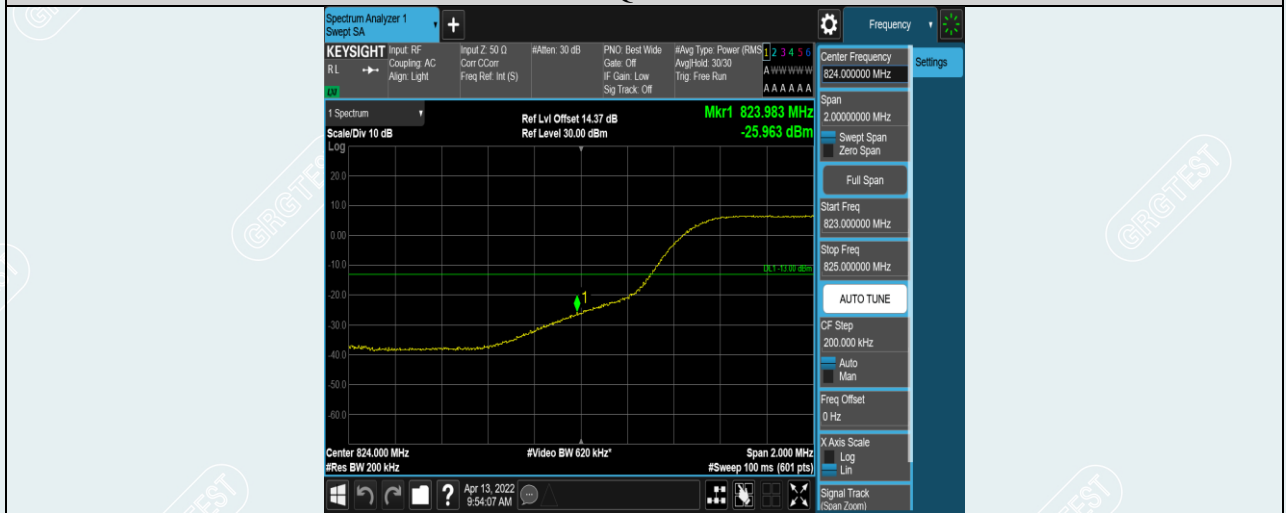 Spectrum Analyzer 1
Swept SA
+
Frequency
KEYSIGHT
Input: RF
Input Z: 50 Ω
#Atten: 30 dB
PNO: Best Wide
#Avg Type: Power (RMS
1 2 3 4 5 6
RL
Coupling: AC
Corr CCorr
Gate: Off
Avg|Hold: 30/30
A W W W W W
Align: Light
Freq Ref: Int (S)
IF Gain: Low
Trig: Free Run
Sig Track: Off
A A A A A A
LNI
1 Spectrum
Ref Lvl Offset 14.37 dB
Mkr1 823.983 MHz
Scale/Div 10 dB
Ref Level 30.00 dBm
-25.963 dBm
Log
20.0
10.0
0.00
-10.0
DL1 -13.00 dBm
-20.0
1
-30.0
-40.0
-50.0
-60.0
Center 824.000 MHz
#Video BW 620 kHz*
Span 2.000 MHz
#Res BW 200 kHz
#Sweep 100 ms (601 pts)
?
Apr 13, 2022
9:54:07 AM
Center Frequency
824.000000 MHz
Settings
Span
2.00000000 MHz
Swept Span
Zero Span
Full Span
Start Freq
823.000000 MHz
Stop Freq
825.000000 MHz
AUTO TUNE
CF Step
200.000 kHz
Auto
Man
Freq Offset
0 Hz
X Axis Scale
Log
Lin
Signal Track
(Span Zoom)
GRGTEST
GRGTEST